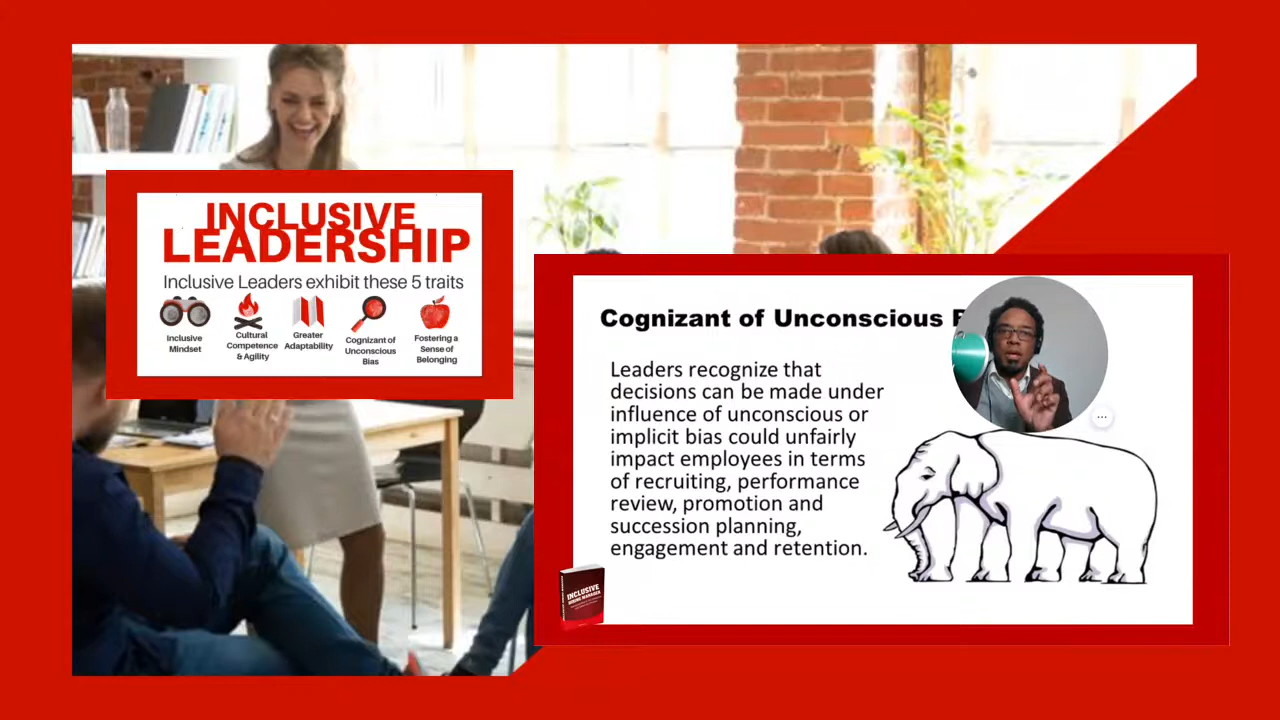 INCLUSIVE
LEADERSHIP
Inclusive Leaders exhibit these 5 traits
Inclusive
Mindset
Cultural
Competence
& Agility
Greater
Adaptability
Cognizant of
Unconscious
Bias
Fostering a
Sense of
Belonging
Cognizant of Unconscious
Leaders recognize that
decisions can be made under
influence of unconscious or
implicit bias could unfairly
impact employees in terms
of recruiting, performance
review, promotion and
succession planning,
engagement and retention.
INCLUSIVE
HIRING MANAGER